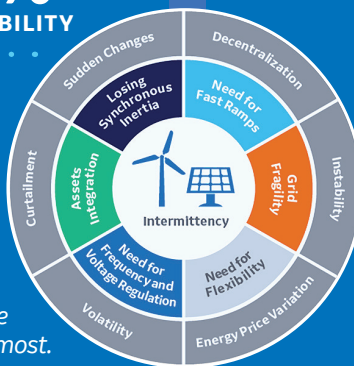 BILITY
Sudden Changes
Decentralization
Losing
Synchronous
Inertia
Need for
Fast Ramps
Curtailment
Assets
Integration
Grid
Fragility
Instability
Intermittency
Need for
Frequency and
Voltage Regulation
Need for
Flexibility
Volatility
Energy Price Variation
most.